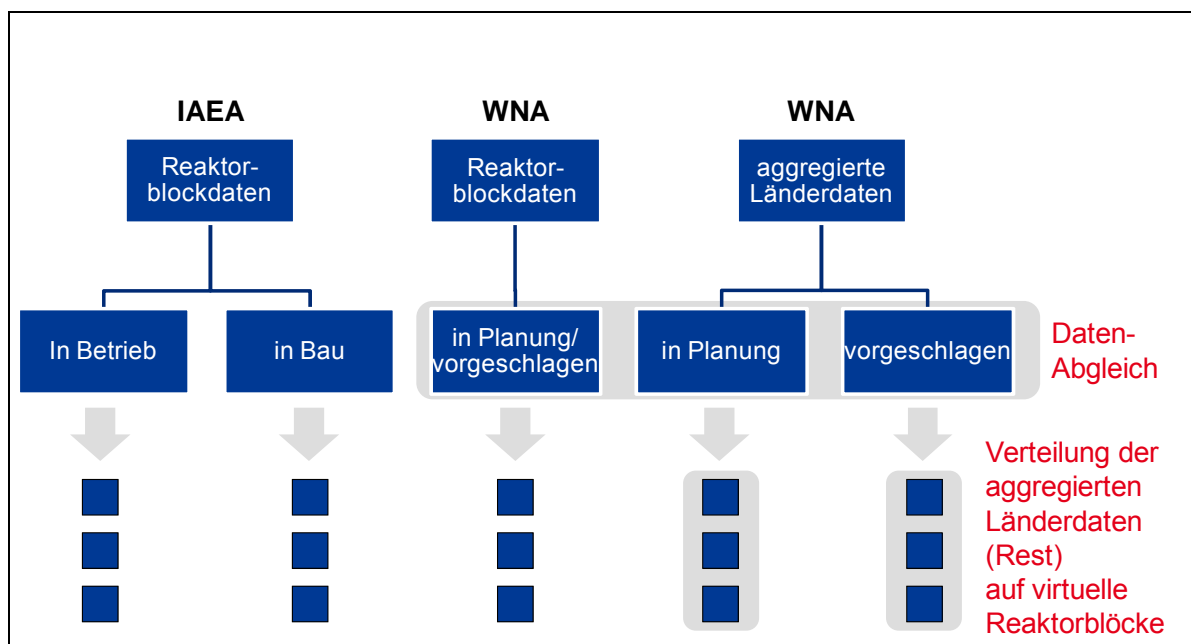 IAEA
WNA
WNA
Reaktor-
blockdaten
Reaktor-
blockdaten
aggregierte
Länderdaten
In Betrieb
in Bau
in Planung/
vorgeschlagen
in Planung
vorgeschlagen
Daten-
Abgleich
Verteilung der
aggregierten
Länderdaten
(Rest)
auf virtuelle
Reaktorblöcke